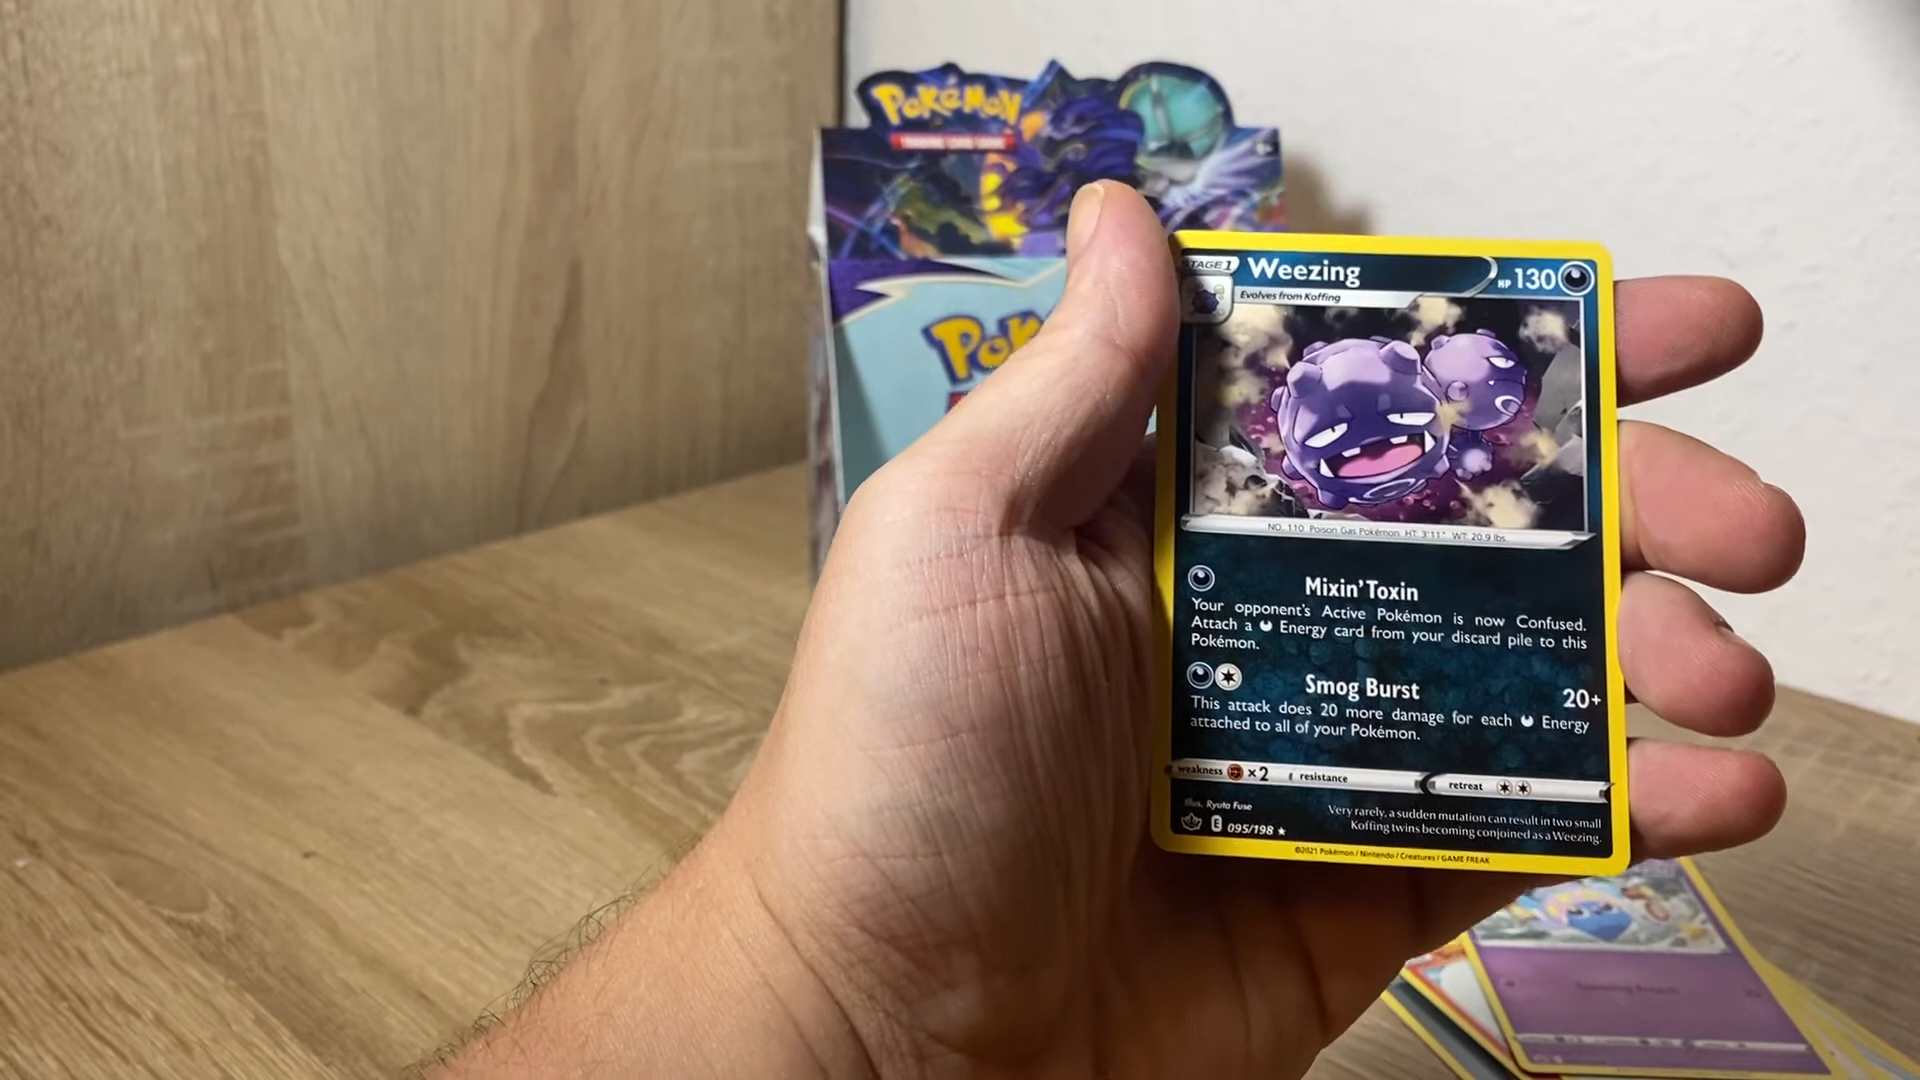 Pokémon
TRADING CARD GAME
Pok
STAGE 1
Weezing
HP 130
Evolves from Koffing
NO. 110 Poison Gas Pokémon HT: 3'11" WT: 20.9 lbs.
Mixin' Toxin
Your opponent's Active Pokémon is now Confused.
Attach a Energy card from your discard pile to this
Pokémon.
Smog Burst 20+
This attack does 20 more damage for each Energy
attached to all of your Pokémon.
weakness ×2 resistance retreat
Illus. Ryuta Fuse
Very rarely, a sudden mutation can result in two small
Koffing twins becoming conjoined as a Weezing.
E 095/198 ★
©2021 Pokémon / Nintendo / Creatures / GAME FREAK